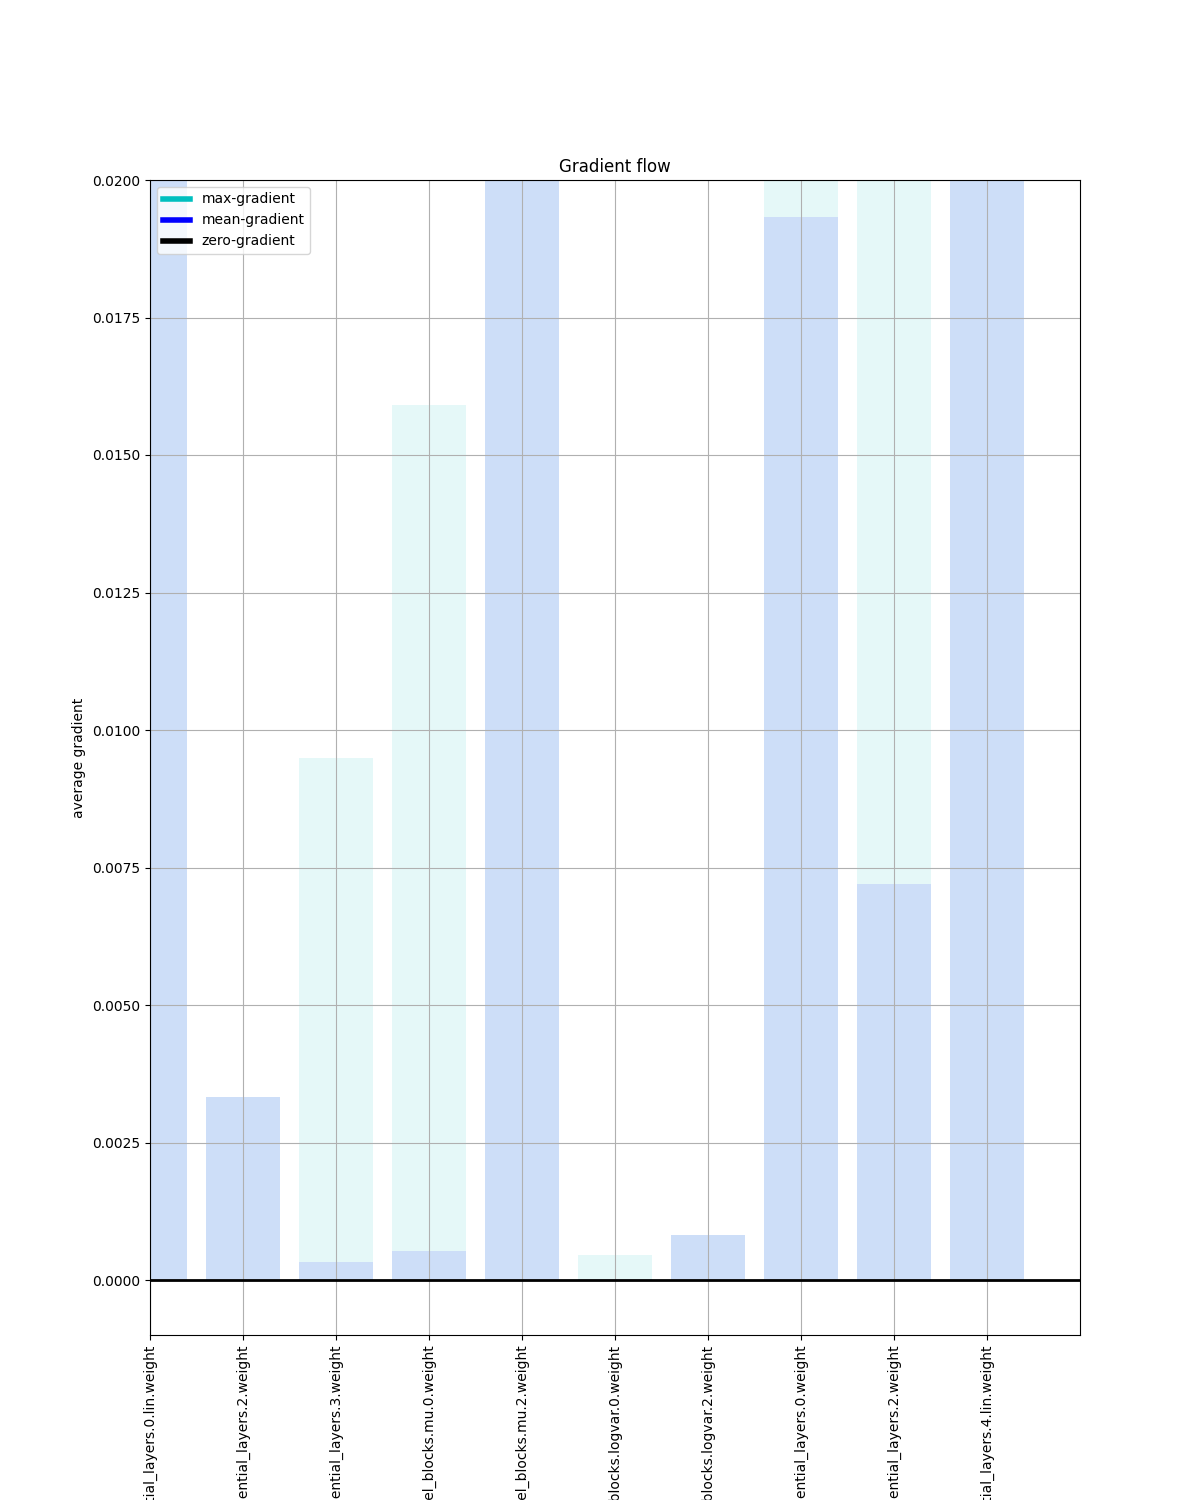 Gradient flow
max-gradient
mean-gradient
zero-gradient
average gradient
0.0200
0.0175
0.0150
0.0125
0.0100
0.0075
0.0050
0.0025
0.0000
tial_layers.0.lin.weight
ential_layers.2.weight
ential_layers.3.weight
el_blocks.mu.0.weight
el_blocks.mu.2.weight
blocks.logvar.0.weight
blocks.logvar.2.weight
ential_layers.0.weight
ential_layers.2.weight
tial_layers.4.lin.weight